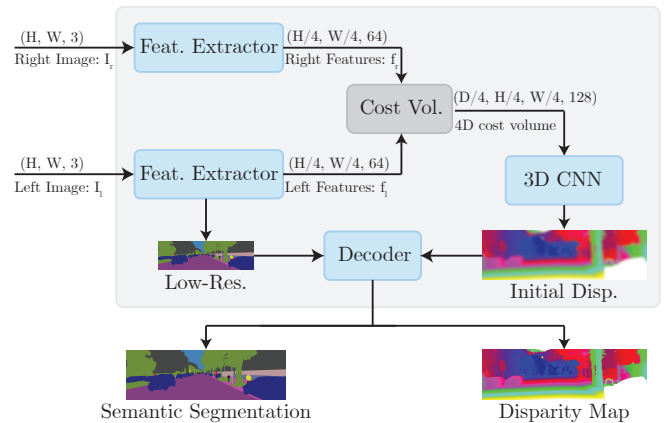 (H, W, 3)
Right Image: I_r
Feat. Extractor
(H/4, W/4, 64)
Right Features: f_r
Cost Vol.
(D/4, H/4, W/4, 128)
4D cost volume
(H, W, 3)
Left Image: I_l
Feat. Extractor
(H/4, W/4, 64)
Left Features: f_l
3D CNN
Low-Res.
Decoder
Initial Disp.
Semantic Segmentation
Disparity Map